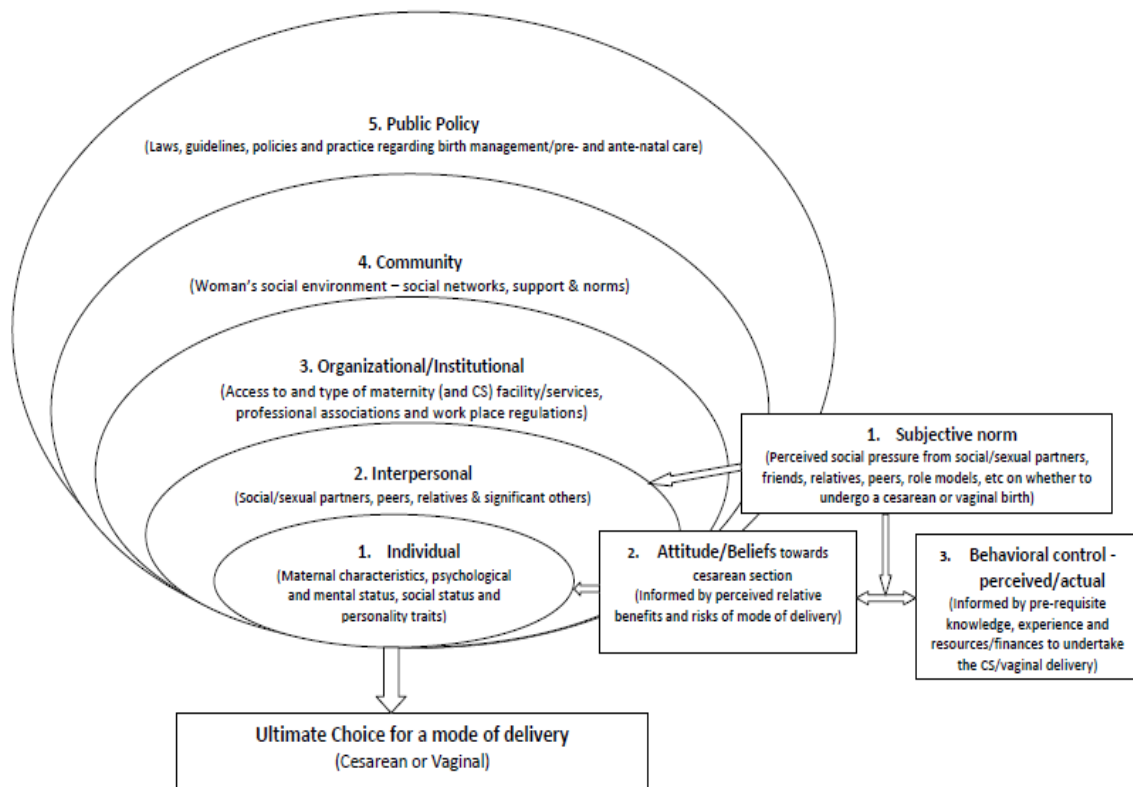 5. Public Policy
(Laws, guidelines, policies and practice regarding birth management/pre- and ante-natal care)
4. Community
(Woman's social environment – social networks, support & norms)
3. Organizational/Institutional
(Access to and type of maternity (and CS) facility/services,
professional associations and work place regulations)
2. Interpersonal
(Social/sexual partners, peers, relatives & significant others)
1. Individual
(Maternal characteristics, psychological
and mental status, social status and
personality traits)
1. Subjective norm
(Perceived social pressure from social/sexual partners,
friends, relatives, peers, role models, etc on whether to
undergo a cesarean or vaginal birth)
2. Attitude/Beliefs towards
cesarean section
(Informed by perceived relative
benefits and risks of mode of delivery)
3. Behavioral control -
perceived/actual
(Informed by pre-requisite
knowledge, experience and
resources/finances to undertake
the CS/vaginal delivery)
Ultimate Choice for a mode of delivery
(Cesarean or Vaginal)